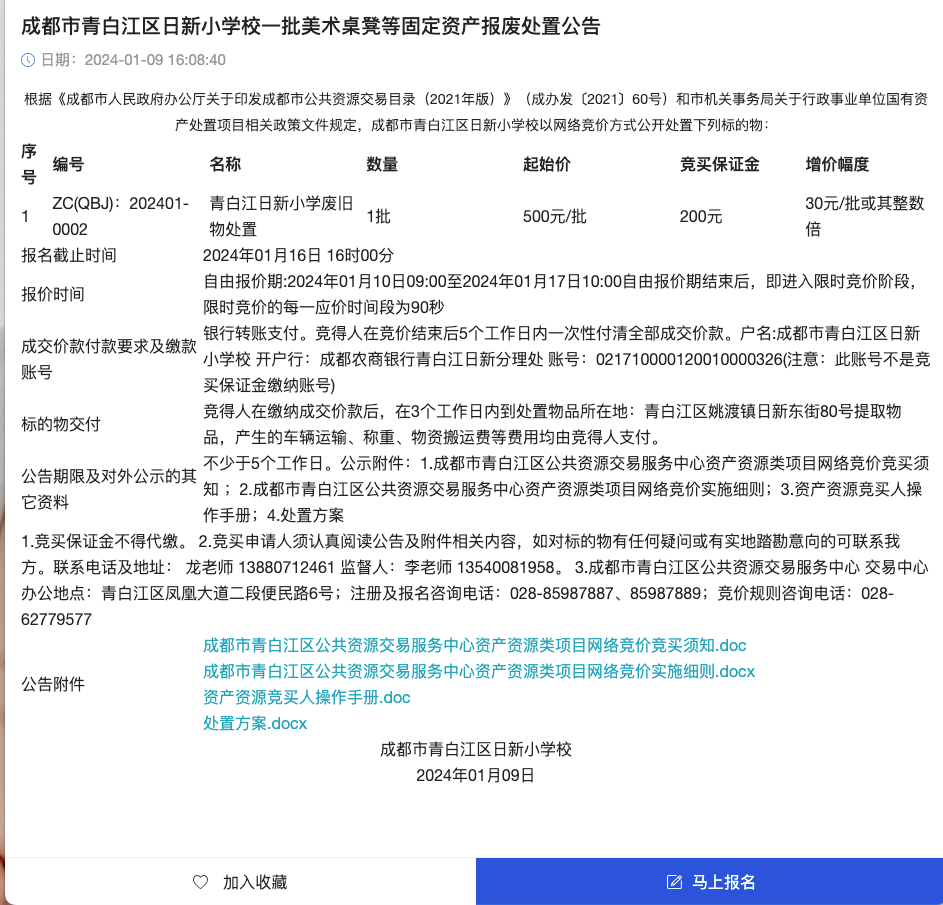 成都市青白江区日新小学校一批美术桌凳等固定资产报废处置公告
日期：2024-01-09 16:08:40
根据《成都市人民政府办公厅关于印发成都市公共资源交易目录（2021年版）》（成办发〔2021〕60号）和市机关事务局关于行政事业单位国有资
产处置项目相关政策文件规定，成都市青白江区日新小学校以网络竞价方式公开处置下列标的物：
序号 编号 名称 数量 起始价 竞买保证金 增价幅度
1 ZC(QBJ)：202401-0002 青白江日新小学废旧物处置 1批 500元/批 200元 30元/批或其整数倍
报名截止时间 2024年01月16日 16时00分
报价时间
自由报价期:2024年01月10日09:00至2024年01月17日10:00自由报价期结束后，即进入限时竞价阶段，
限时竞价的每一应价时间段为90秒
成交价款付款要求及缴款
账号
银行转账支付。竞得人在竞价结束后5个工作日内一次性付清全部成交价款。户名:成都市青白江区日新
小学校 开户行：成都农商银行青白江日新分理处 账号：021710000120010000326(注意：此账号不是竞
买保证金缴纳账号)
标的物交付
竞得人在缴纳成交价款后，在3个工作日内到处置物品所在地：青白江区姚渡镇日新东街80号提取物
品，产生的车辆运输、称重、物资搬运费等费用均由竞得人支付。
公告期限及对外公示的其
它资料
不少于5个工作日。公示附件：1.成都市青白江区公共资源交易服务中心资产资源类项目网络竞价竞买须
知 ；2.成都市青白江区公共资源交易服务中心资产资源类项目网络竞价实施细则；3.资产资源竞买人操
作手册；4.处置方案
1.竞买保证金不得代缴。 2.竞买申请人须认真阅读公告及附件相关内容，如对标的物有任何疑问或有实地踏勘意向的可联系我
方。联系电话及地址： 龙老师 13880712461 监督人：李老师 13540081958。 3.成都市青白江区公共资源交易服务中心 交易中心
办公地点：青白江区凤凰大道二段便民路6号；注册及报名咨询电话：028-85987887、85987889；竞价规则咨询电话：028-
62779577
公告附件
成都市青白江区公共资源交易服务中心资产资源类项目网络竞价竞买须知.doc
成都市青白江区公共资源交易服务中心资产资源类项目网络竞价实施细则.docx
资产资源竞买人操作手册.doc
处置方案.docx
成都市青白江区日新小学校
2024年01月09日
加入收藏
马上报名